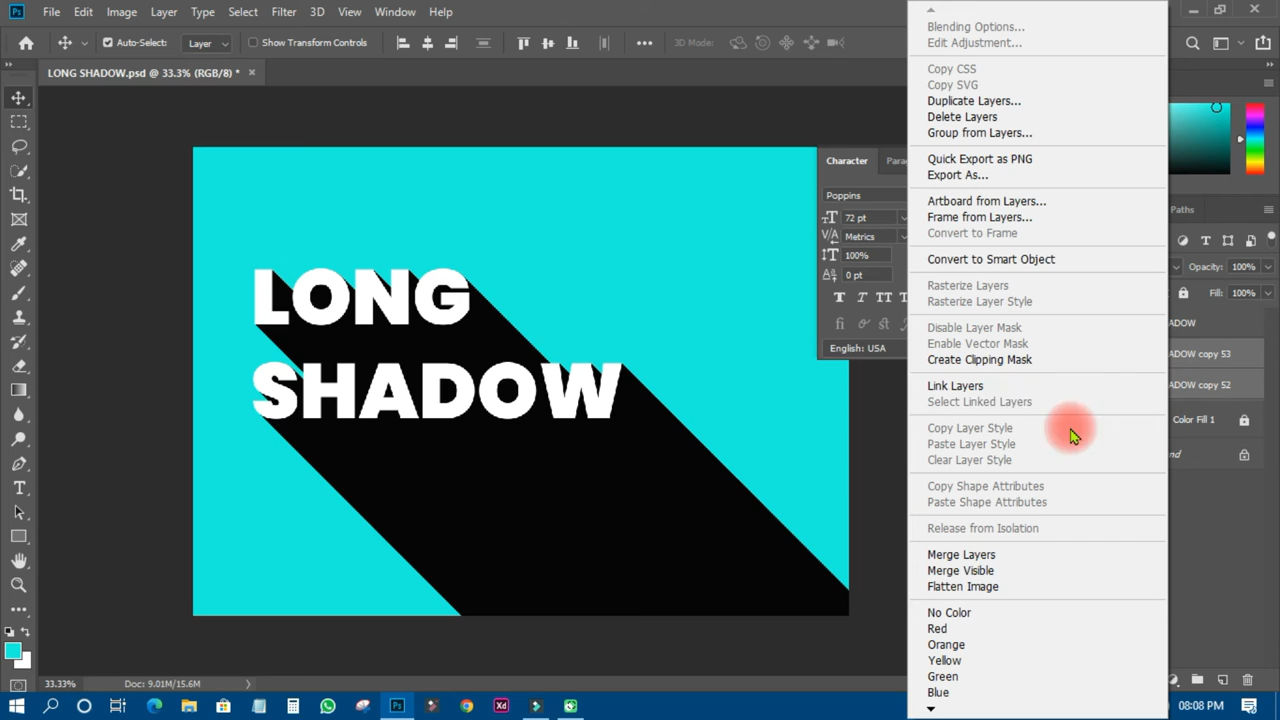 Ps File Edit Image Layer Type Select Filter 3D View Window Help
Auto-Select: Layer Show Transform Controls 3D Mode:
LONG SHADOW.psd @ 33.3% (RGB/8) *
LONG
SHADOW
Character
Poppins
72 pt
Metrics
100%
0 pt
English: USA
Blending Options...
Edit Adjustment...
Copy CSS
Copy SVG
Duplicate Layers...
Delete Layers
Group from Layers...
Quick Export as PNG
Export As...
Artboard from Layers...
Frame from Layers...
Convert to Frame
Convert to Smart Object
Rasterize Layers
Rasterize Layer Style
Disable Layer Mask
Enable Vector Mask
Create Clipping Mask
Link Layers
Select Linked Layers
Copy Layer Style
Paste Layer Style
Clear Layer Style
Copy Shape Attributes
Paste Shape Attributes
Release from Isolation
Merge Layers
Merge Visible
Flatten Image
No Color
Red
Orange
Yellow
Green
Blue
Paths
Opacity: 100%
Fill: 100%
ADOW
ADOW copy 53
ADOW copy 52
Color Fill 1
nd
33.33% Doc: 9.01M/15.6M
Ps Xd 08:08 PM